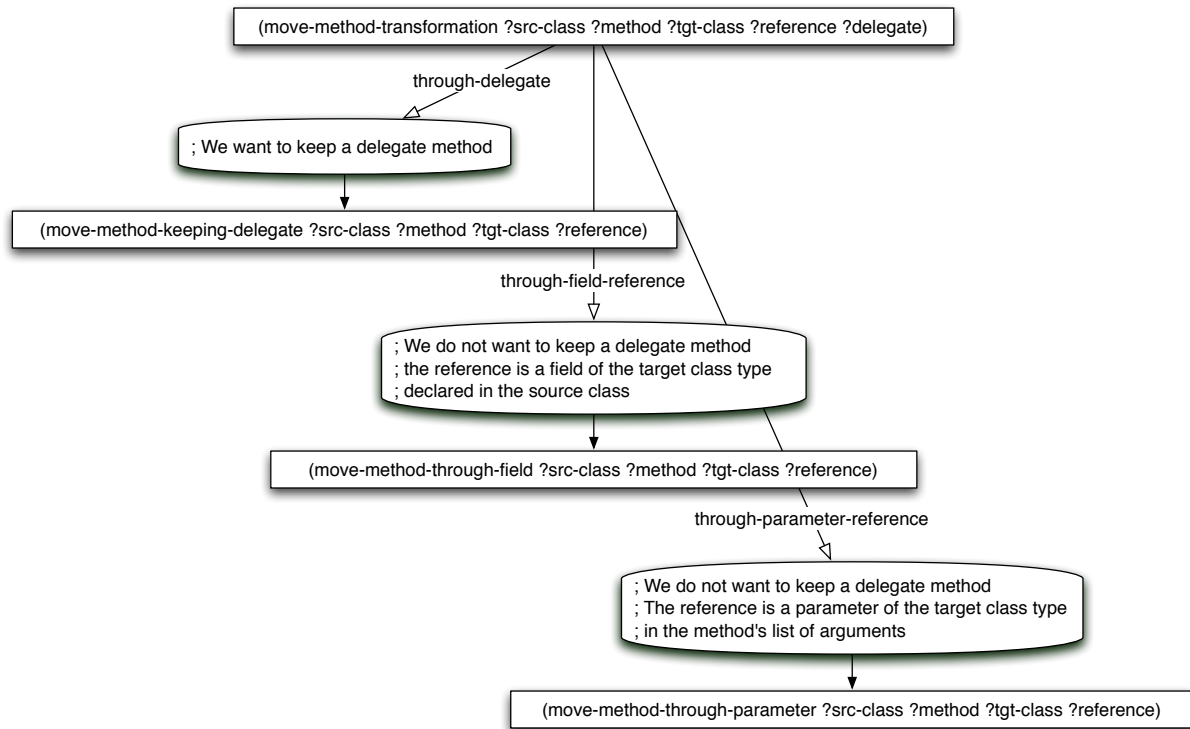 (move-method-transformation ?src-class ?method ?tgt-class ?reference ?delegate)
through-delegate
; We want to keep a delegate method
(move-method-keeping-delegate ?src-class ?method ?tgt-class ?reference)
through-field-reference
; We do not want to keep a delegate method
; the reference is a field of the target class type
; declared in the source class
(move-method-through-field ?src-class ?method ?tgt-class ?reference)
through-parameter-reference
; We do not want to keep a delegate method
; The reference is a parameter of the target class type
; in the method's list of arguments
(move-method-through-parameter ?src-class ?method ?tgt-class ?reference)